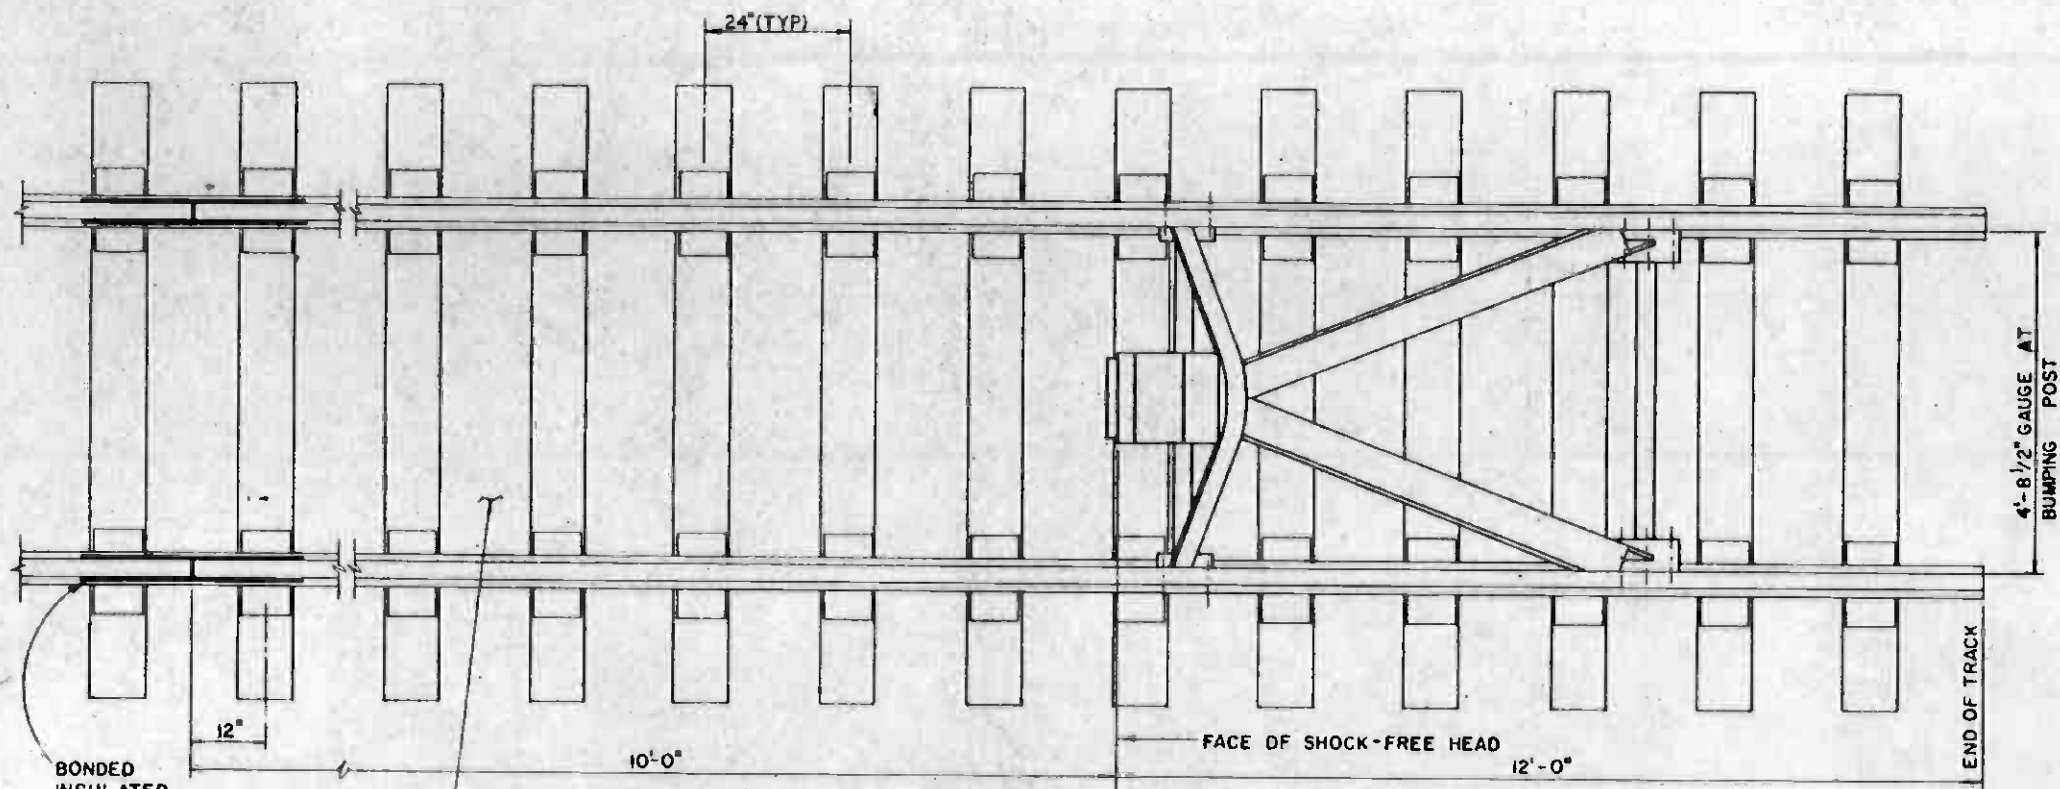 24"(TYP)
4'-8 1/2" GAUGE AT
BUMPING POST
END OF TRACK
12"
FACE OF SHOCK-FREE HEAD
10'-0"
12'-0"
BONDED
INSULATED